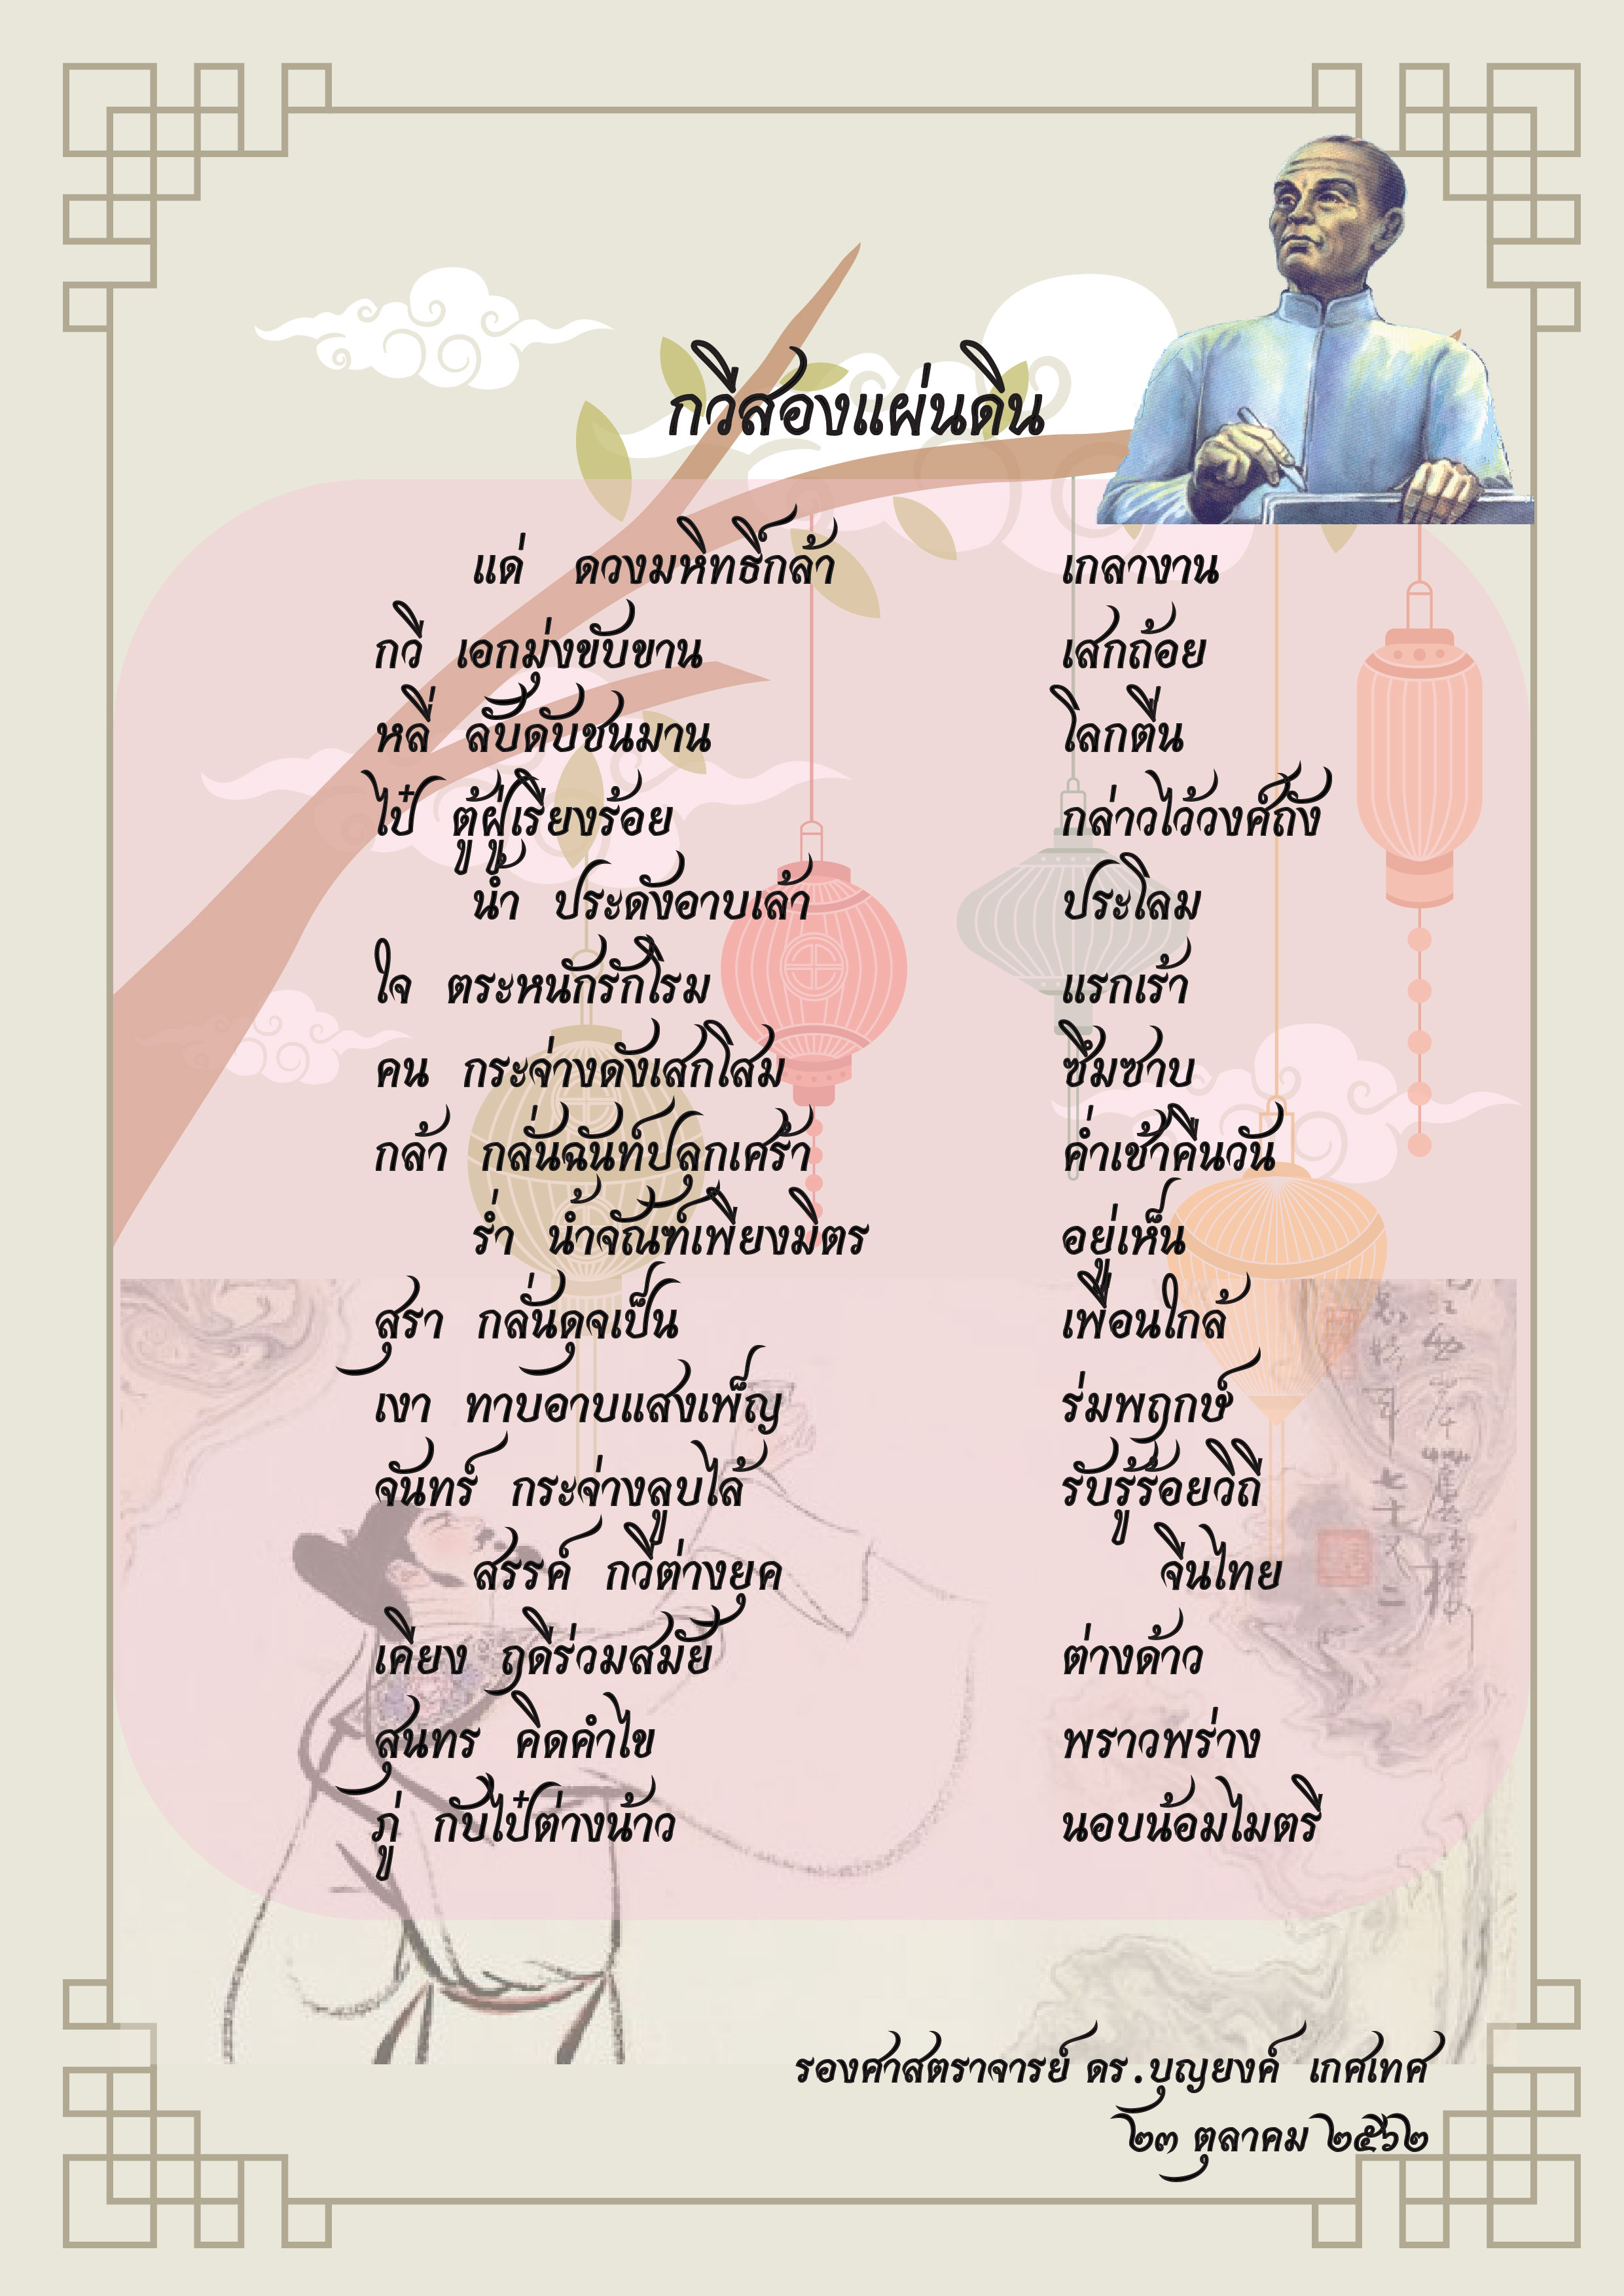 กวีสองแผ่นดิน
แด่ ดวงมหิทธิ์กล้า เกลางาน
กวี เอกมุ่งขับขาน เสกถ้อย
หลี่ ลับดับชนมาน โลกตื่น
ไป๋ ตู้ฝู่เรียงร้อย กล่าวไว้วงศ์ถัง
น้ำ ประดังอาบเล้า ประโลม
ใจ ตระหนักรักโรม แรกเร้า
คน กระจ่างดังเสกโสม ซึมซาบ
กล้า กลั่นฉันท์ปลุกเศร้า ค่ำเช้าคืนวัน
ร่ำ น้ำจัณฑ์เพียงมิตร อยู่เห็น
สุรา กลั่นดุจเป็น เพื่อนใกล้
เงา ทาบอาบแสงเพ็ญ ร่มพฤกษ์
จันทร์ กระจ่างลูบไล้ รับรู้ร้อยวิถี
สรรค์ กวีต่างยุค จีนไทย
เคียง ฤดีร่วมสมัย ต่างด้าว
สุนทร คิดคำไข พราวพร่าง
ภู่ กับไป๋ต่างน้าว นอบน้อมไมตรี
รองศาสตราจารย์ ดร.บุญยงค์ เกศเทศ
๒๓ ตุลาคม ๒๕๖๒